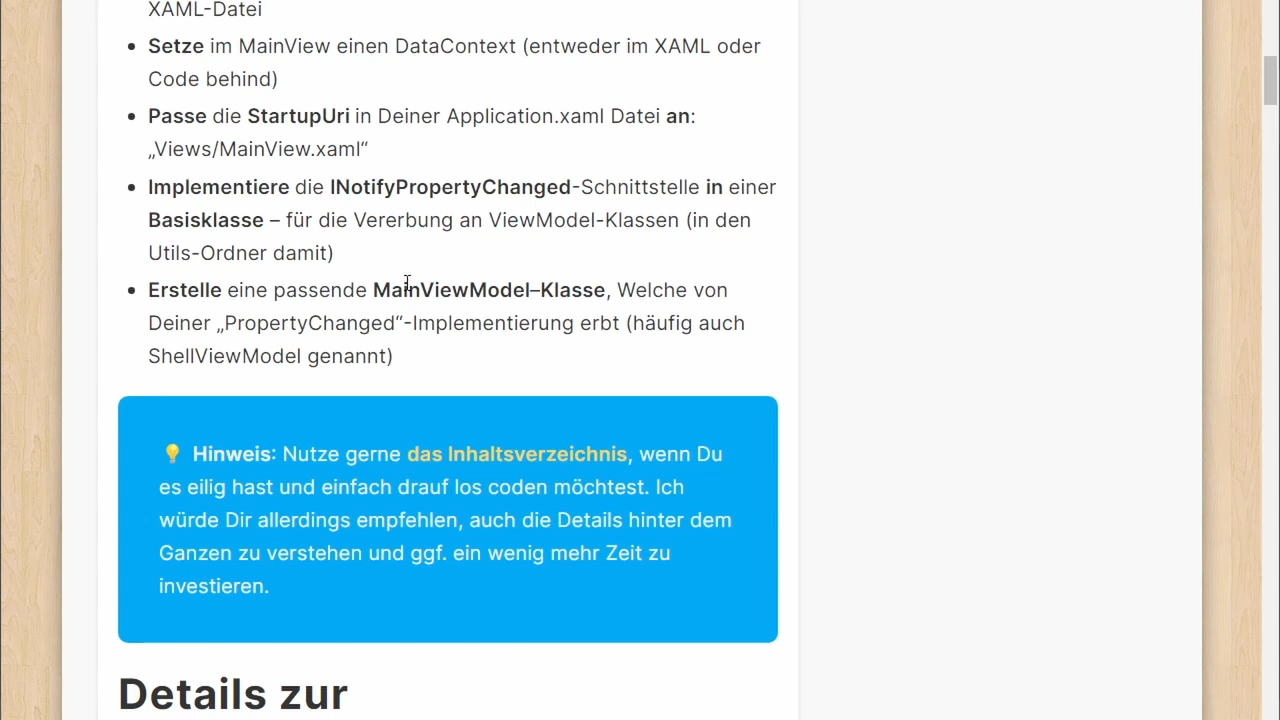 XAML-Datei
Setze im MainView einen DataContext (entweder im XAML oder
Code behind)
Passe die StartupUri in Deiner Application.xaml Datei an:
„Views/MainView.xaml“
Implementiere die INotifyPropertyChanged-Schnittstelle in einer
Basisklasse – für die Vererbung an ViewModel-Klassen (in den
Utils-Ordner damit)
Erstelle eine passende MainViewModel–Klasse, Welche von
Deiner „PropertyChanged“-Implementierung erbt (häufig auch
ShellViewModel genannt)
💡 Hinweis: Nutze gerne das Inhaltsverzeichnis, wenn Du
es eilig hast und einfach drauf los coden möchtest. Ich
würde Dir allerdings empfehlen, auch die Details hinter dem
Ganzen zu verstehen und ggf. ein wenig mehr Zeit zu
investieren.
Details zur